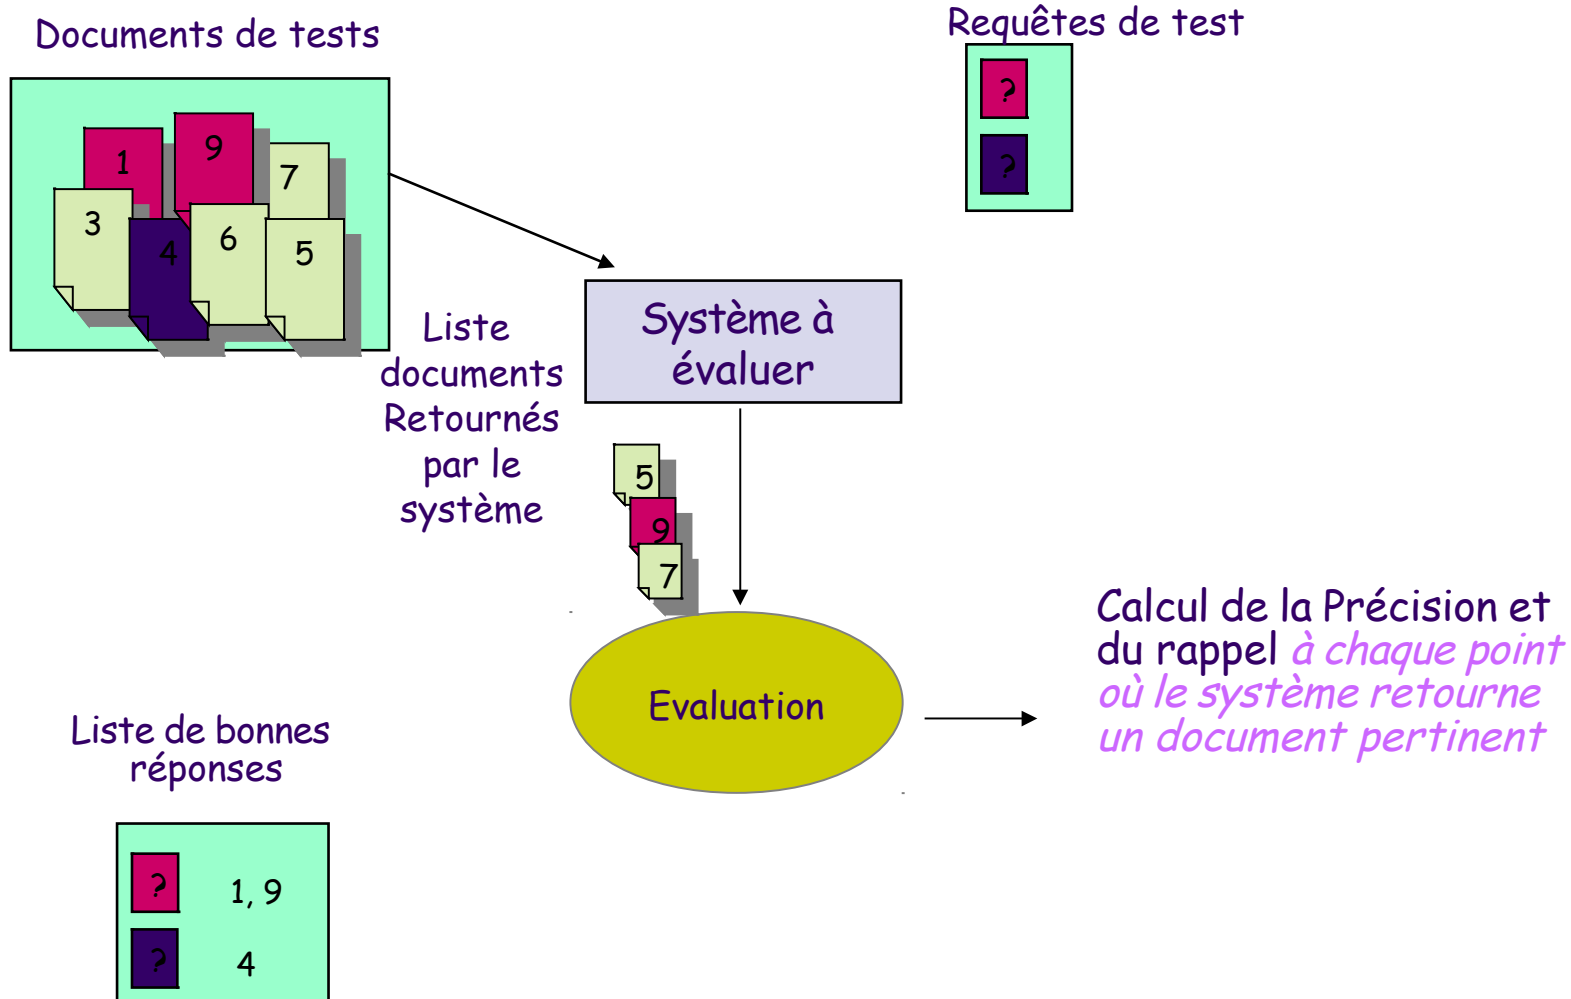 Documents de tests
Requêtes de test
?
?
1
9
7
3
4
6
5
Système à
évaluer
Liste
documents
Retournés
par le
système
5
9
7
Evaluation
Calcul de la Précision et
du rappel à chaque point
où le système retourne
un document pertinent
Liste de bonnes
réponses
? 1, 9
? 4